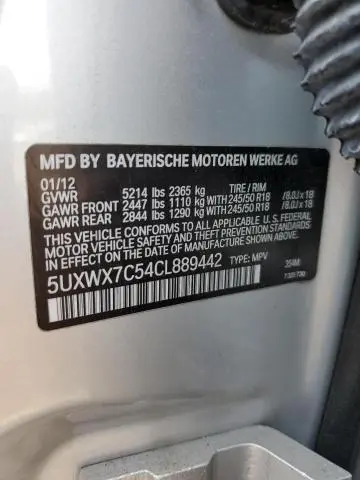 MFD BY BAYERISCHE MOTOREN WERKE AG
01/12
GVWR 5214 lbs 2365 kg TIRE / RIM
GAWR FRONT 2447 lbs 1110 kg WITH 245/50 R18 /8.0J x 18
GAWR REAR 2844 lbs 1290 kg WITH 245/50 R18 /8.0J x 18
THIS VEHICLE CONFORMS TO ALL APPLICABLE U.S. FEDERAL
MOTOR VEHICLE SAFETY STANDARDS IN
EFFECT ON THE DATE OF MANUFACTURE SHOWN ABOVE.
5UXWX7C54CL889442 TYPE: MPV